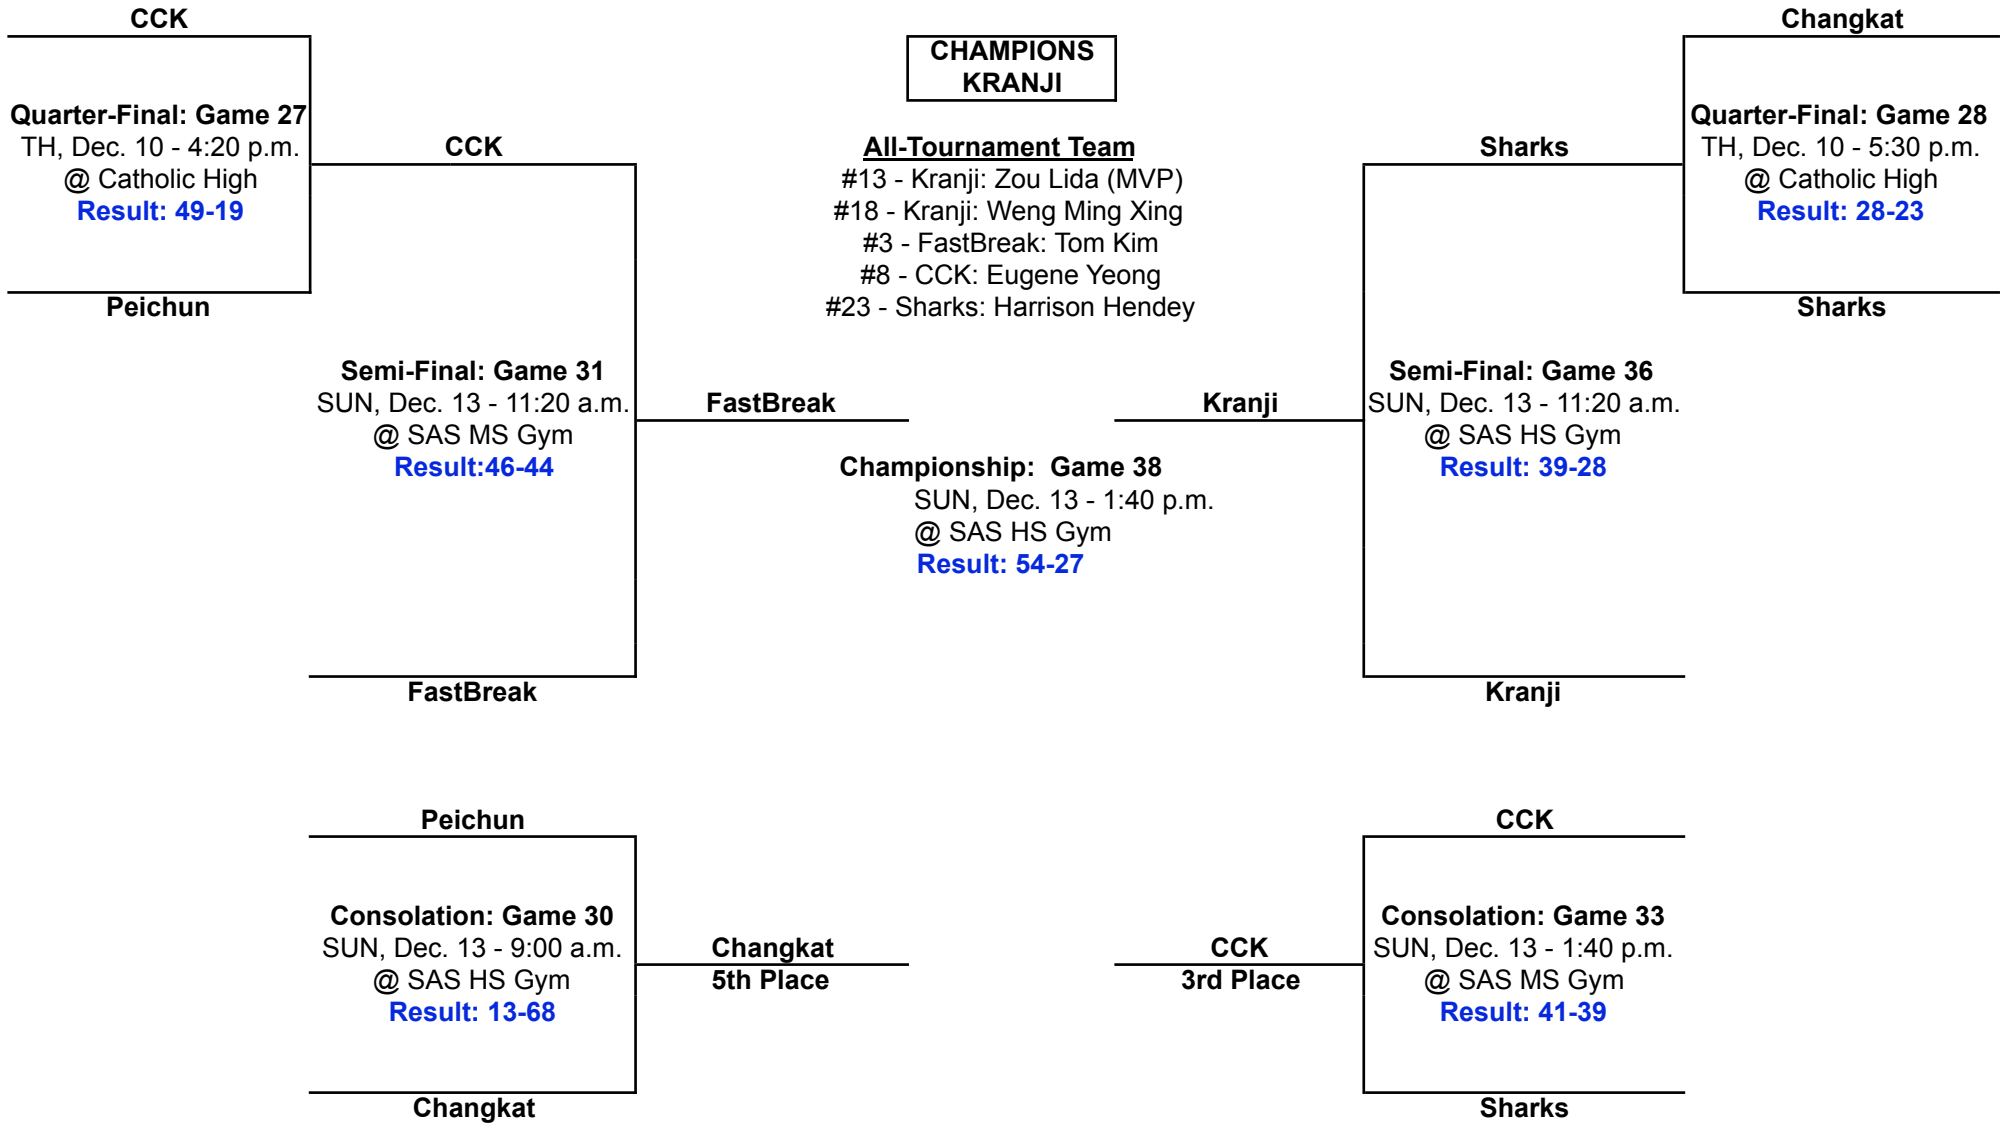 CCK
Quarter-Final: Game 27
TH, Dec. 10 - 4:20 p.m.
@ Catholic High
Result: 49-19
Peichun
CCK
Semi-Final: Game 31
SUN, Dec. 13 - 11:20 a.m.
@ SAS MS Gym
Result:46-44
FastBreak
FastBreak
CHAMPIONS
KRANJI
All-Tournament Team
#13 - Kranji: Zou Lida (MVP)
#18 - Kranji: Weng Ming Xing
#3 - FastBreak: Tom Kim
#8 - CCK: Eugene Yeong
#23 - Sharks: Harrison Hendey
Championship:  Game 38
SUN, Dec. 13 - 1:40 p.m.
@ SAS HS Gym
Result: 54-27
Kranji
Sharks
Semi-Final: Game 36
SUN, Dec. 13 - 11:20 a.m.
@ SAS HS Gym
Result: 39-28
Kranji
Changkat
Quarter-Final: Game 28
TH, Dec. 10 - 5:30 p.m.
@ Catholic High
Result: 28-23
Sharks
Peichun
Consolation: Game 30
SUN, Dec. 13 - 9:00 a.m.
@ SAS HS Gym
Result: 13-68
Changkat
Changkat
5th Place
CCK
3rd Place
CCK
Consolation: Game 33
SUN, Dec. 13 - 1:40 p.m.
@ SAS MS Gym
Result: 41-39
Sharks